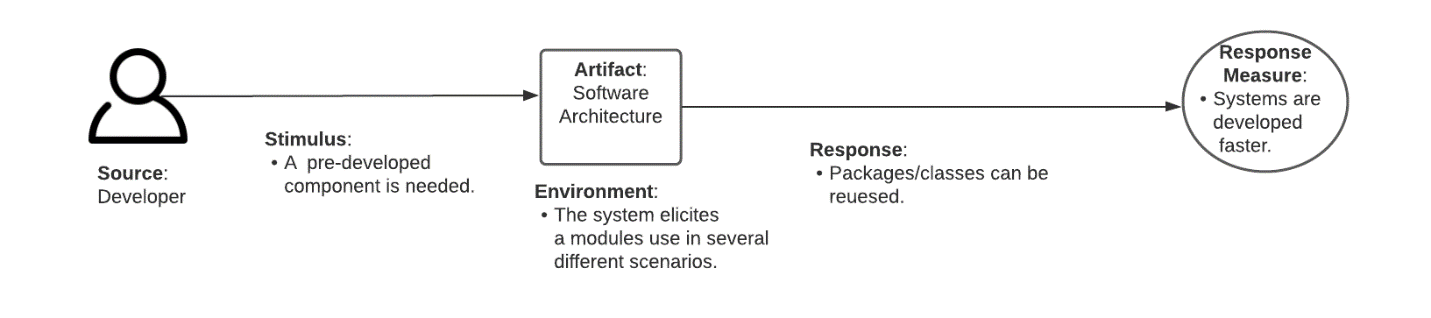 Source:
Developer
Stimulus:
• A pre-developed
component is needed.
Artifact:
Software
Architecture
Environment:
• The system elicites
a modules use in several
different scenarios.
Response:
• Packages/classes can be
reuesed.
Response
Measure:
• Systems are
developed
faster.